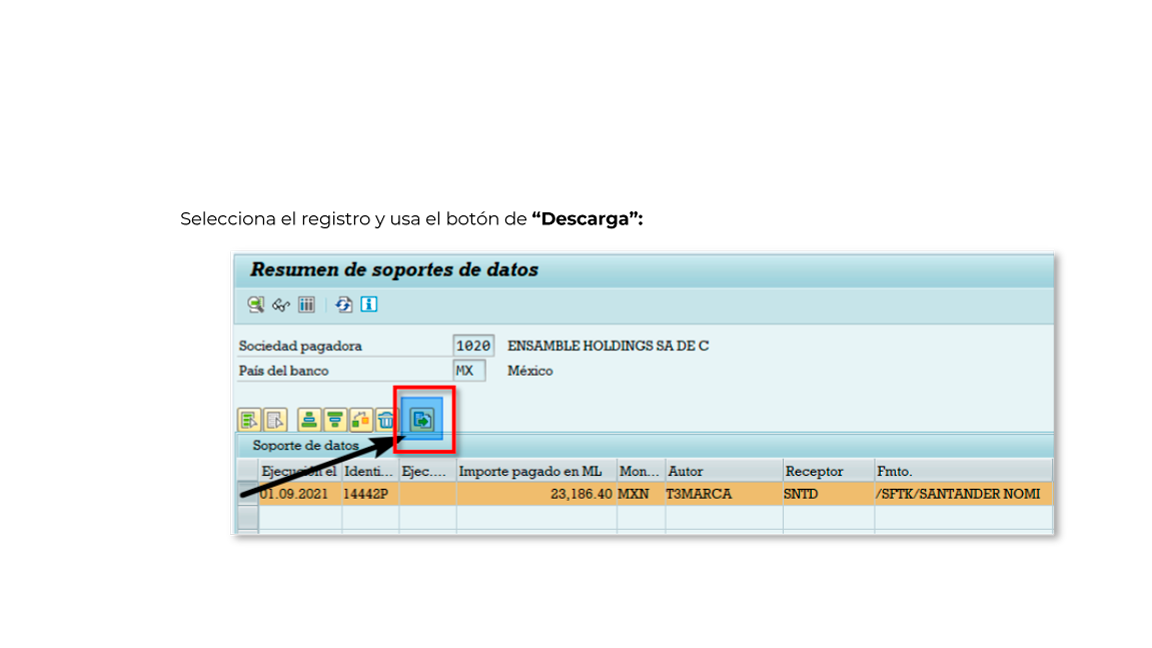 Selecciona el registro y usa el botón de “Descarga”:
Resumen de soportes de datos
Sociedad pagadora 1020 ENSAMBLE HOLDINGS SA DE C
País del banco MX México
Soporte de datos
Ejecución el Identi... Ejec.... Importe pagado en ML Mon... Autor Receptor Fmto.
01.09.2021 14442P 23,186.40 MXN T3MARCA SNTD /SFTK/SANTANDER NOMI